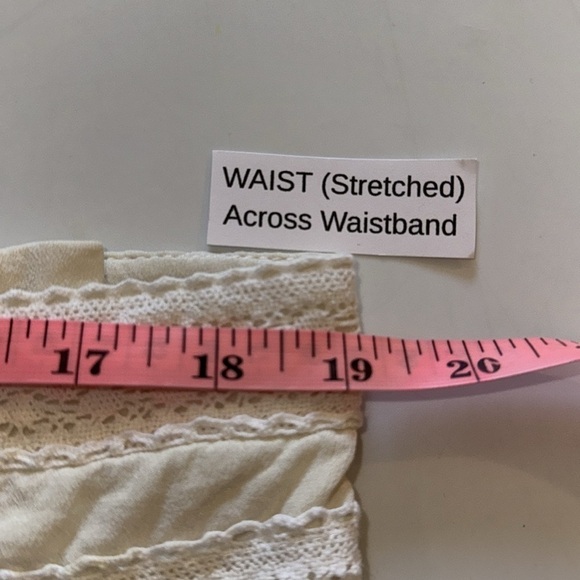 WAIST (Stretched)
Across Waistband
17 18 19 20